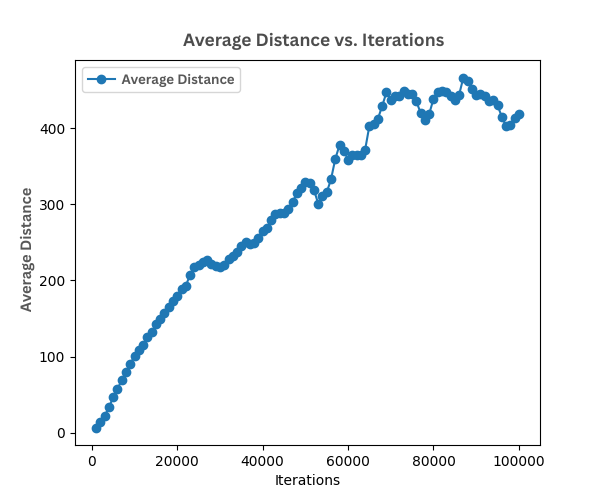 Average Distance vs. Iterations
Average Distance
Average Distance
400
300
200
100
0
0 20000 40000 60000 80000 100000
Iterations